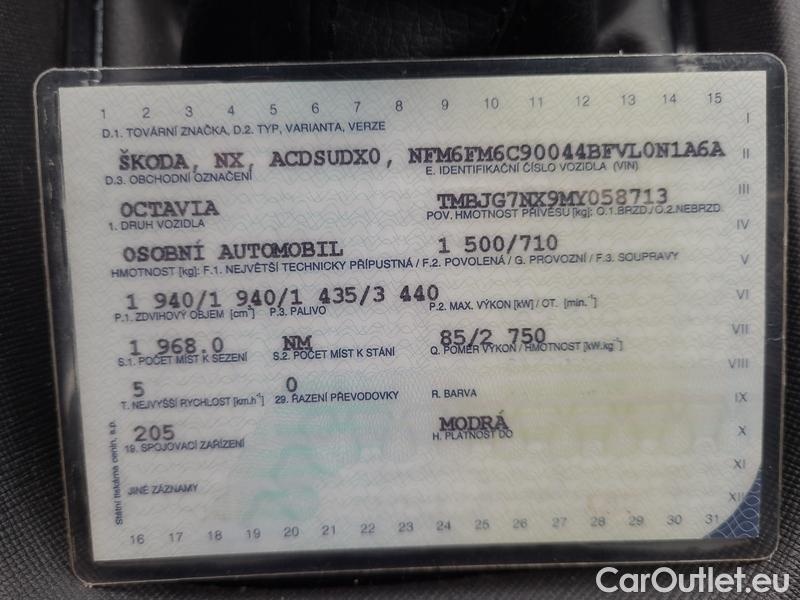 1 2 3 4 5 6 7 8 9 10 11 12 13 14 15
D.1. TOVÁRNÍ ZNAČKA, D.2. TYP, VARIANTA, VERZE
I
ŠKODA, NX, ACDSUDX0, NFM6FM6C90044BFVL0N1A6A
II
D.3. OBCHODNÍ OZNAČENÍ E. IDENTIFIKAČNÍ ČÍSLO VOZIDLA (VIN)
OCTAVIA TMBJG7NX9MY058713
III
1. DRUH VOZIDLA POV. HMOTNOST PŘÍVĚSU [kg]: O.1.BRZD./O.2.NEBRZD.
IV
OSOBNÍ AUTOMOBIL 1 500/710
HMOTNOST [kg]: F.1. NEJVĚTŠÍ TECHNICKY PŘÍPUSTNÁ / F.2. POVOLENÁ / G. PROVOZNÍ / F.3. SOUPRAVY
V
1 940/1 940/1 435/3 440
VI
P.1. ZDVIHOVÝ OBJEM [cm³] P.3. PALIVO P.2. MAX. VÝKON [kW] / OT. [min.⁻¹]
1 968.0 NM 85/2 750
VII
S.1. POČET MÍST K SEZENÍ S.2. POČET MÍST K STÁNÍ Q. POMĚR VÝKON / HMOTNOST [kW.kg⁻¹]
VIII
5 0
T. NEJVYŠŠÍ RYCHLOST [km.h⁻¹] 29. ŘAZENÍ PŘEVODOVKY R. BARVA
IX
205 MODRÁ
X
19. SPOJOVACÍ ZAŘÍZENÍ H. PLATNOST DO
XI
JINÉ ZÁZNAMY
XII
16 17 18 19 20 21 22 23 24 25 26 27 28 29 30 31
Státní tiskárna cenin, s.p.
CarOutlet.eu